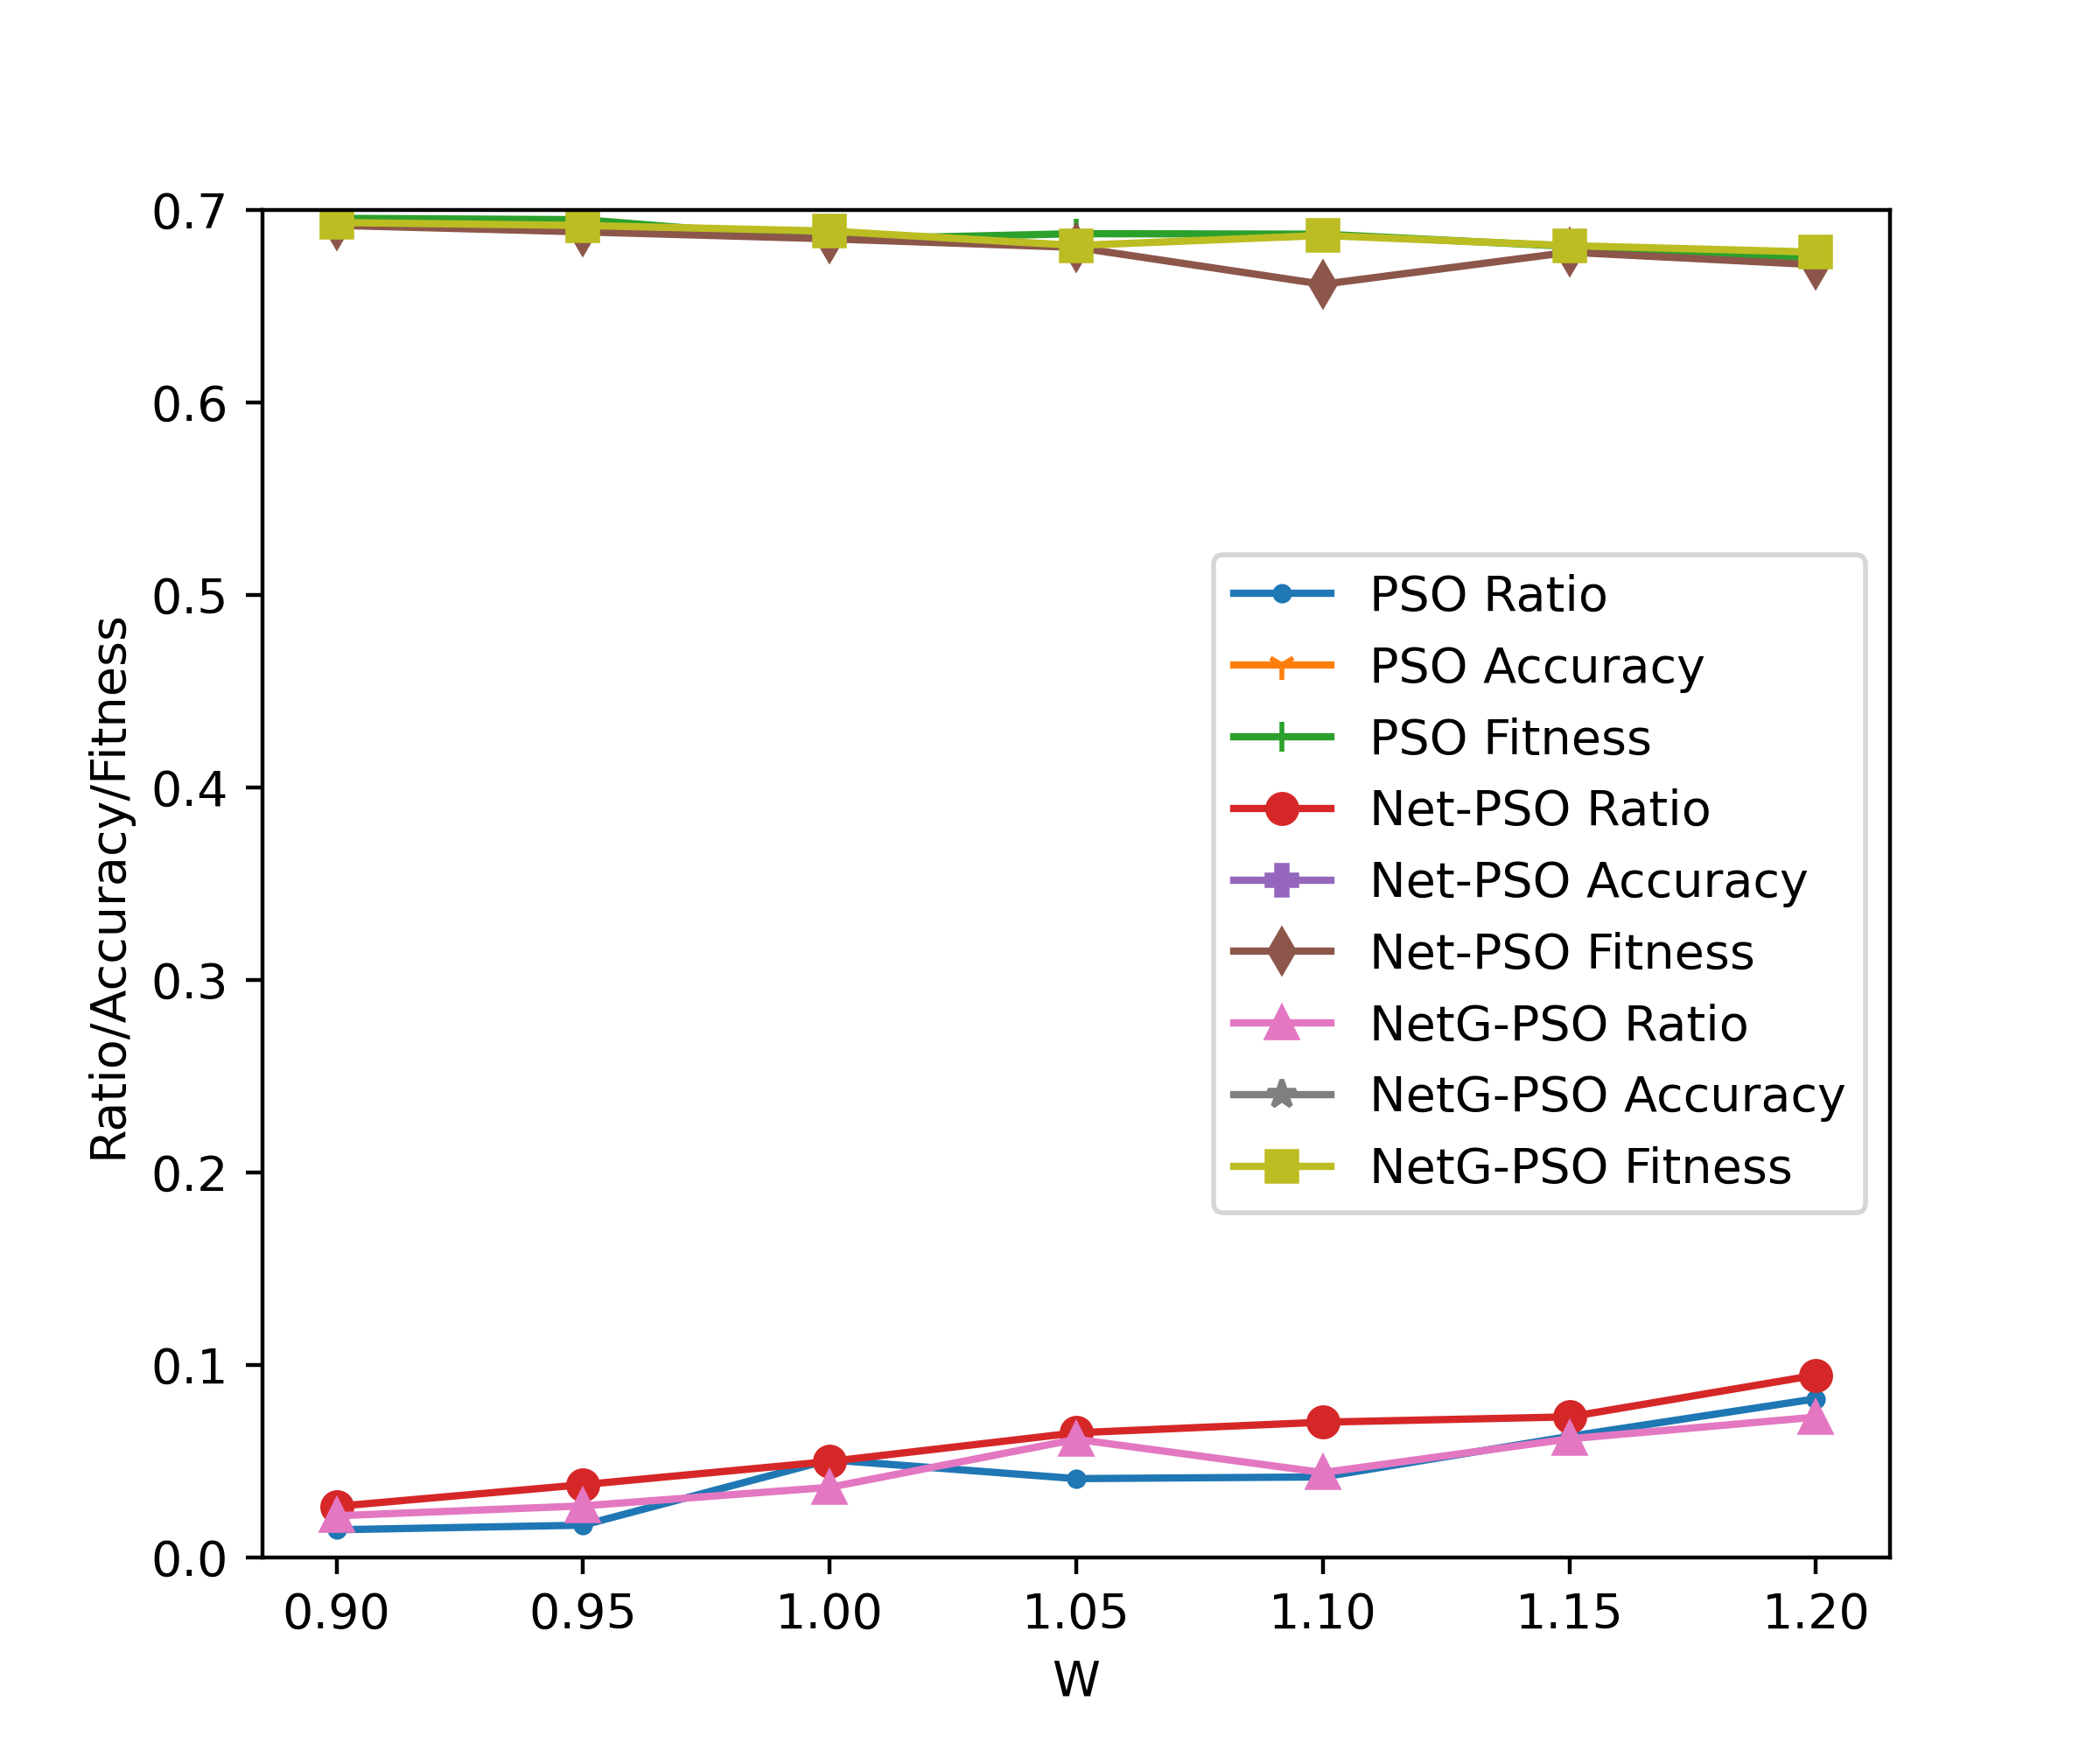 0.7
0.6
0.5
0.4
0.3
0.2
0.1
0.0
Ratio/Accuracy/Fitness
PSO Ratio
PSO Accuracy
PSO Fitness
Net-PSO Ratio
Net-PSO Accuracy
Net-PSO Fitness
NetG-PSO Ratio
NetG-PSO Accuracy
NetG-PSO Fitness
0.90 0.95 1.00 1.05 1.10 1.15 1.20
W